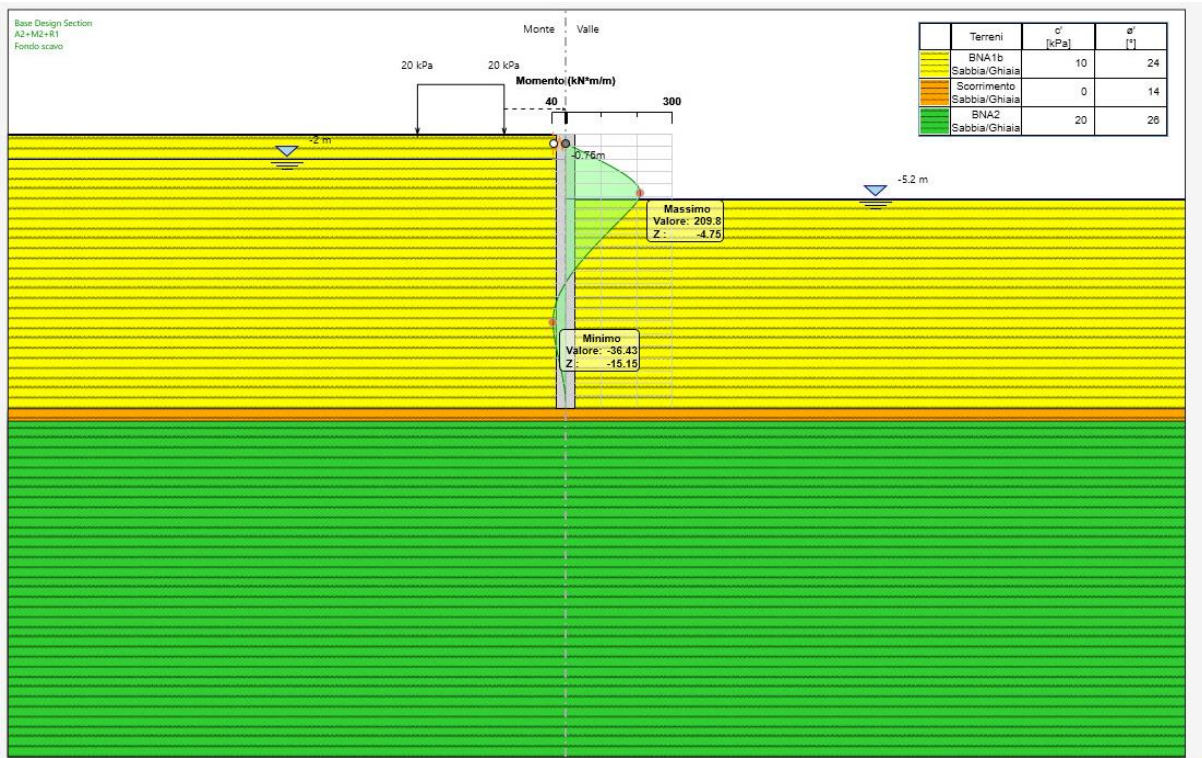 Base Design Section
A2+M2+R1
Fondo scavo
Monte
Valle
20 kPa
20 kPa
Momento (kN*m/m)
40
300
-2 m
-0.75m
-5.2 m
Massimo
Valore: 209.8
Z : -4.75
Minimo
Valore: -36.43
Z : -15.15
Terreni c' [kPa] ø' [°]
BNA1b Sabbia/Ghiaia 10 24
Scorrimento Sabbia/Ghiaia 0 14
BNA2 Sabbia/Ghiaia 20 26